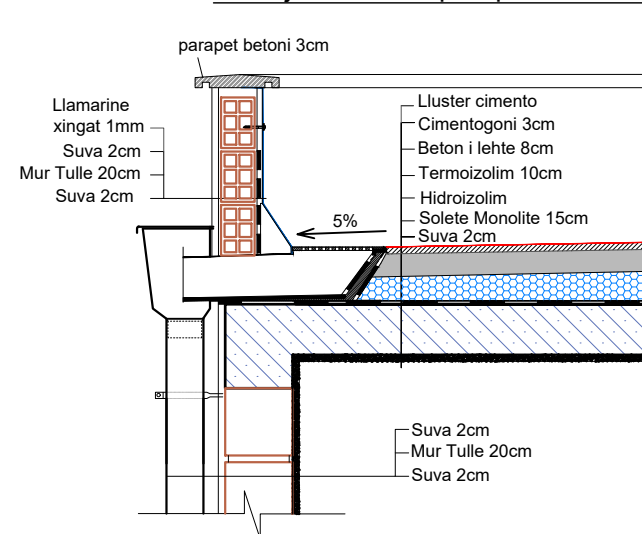 parapet betoni 3cm
Llamarine
xingat 1mm
Suva 2cm
Mur Tulle 20cm
Suva 2cm
Lluster cimento
Cimentogoni 3cm
Beton i lehte 8cm
Termoizolim 10cm
Hidroizolim
Solete Monolite 15cm
Suva 2cm
5%
Suva 2cm
Mur Tulle 20cm
Suva 2cm